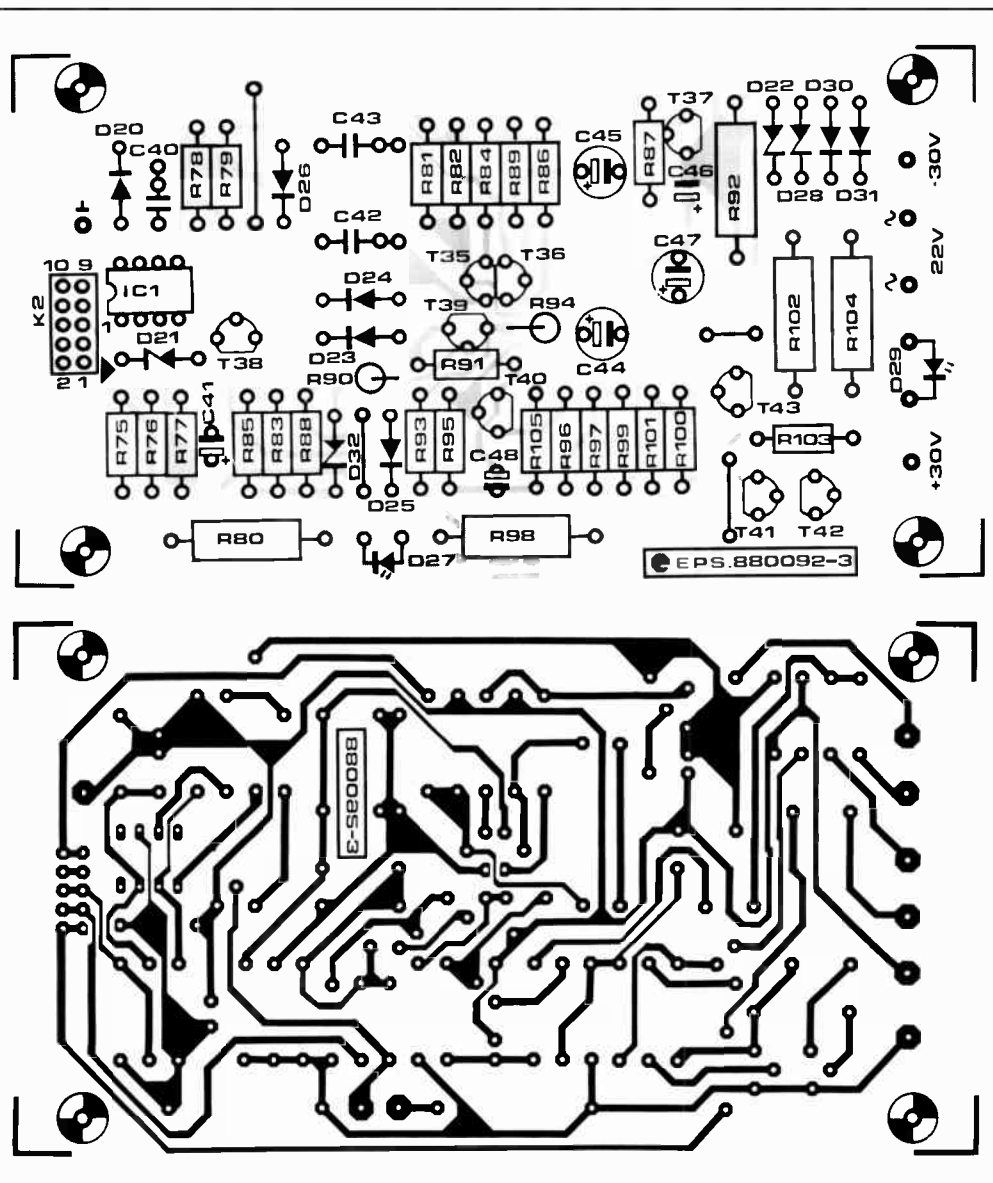 D20
C40
R78
R79
D26
C43
R81
R82
R84
R89
R86
C45
R87
T37
C46
R92
D22 D30
D28 D31
-30V
~
22V
~
⊥
10 9
K2
2 1
IC1
1
D21
T38
C42
D24
D23
R90
T35 T36
T39
R94
R91
C44
C47
T40
R102
R104
D29
T43
R103
+30V
R75
R76
R77
C41
+
R85
R83
R88
D32
D25
R93
R95
C48
R105
R96
R97
R99
R101
R100
T41 T42
R80
D27
R98
EPS.880092-3
880092-3